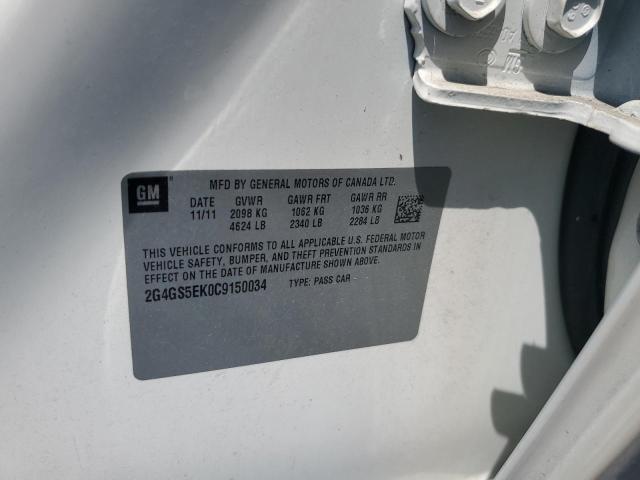 GM
MFD BY GENERAL MOTORS OF CANADA LTD.
DATE GVWR GAWR FRT GAWR RR
11/11 2098 KG 1062 KG 1036 KG
4624 LB 2340 LB 2284 LB
THIS VEHICLE CONFORMS TO ALL APPLICABLE U.S. FEDERAL MOTOR
VEHICLE SAFETY, BUMPER, AND THEFT PREVENTION STANDARDS IN
EFFECT ON THE DATE OF MANUFACTURE SHOWN ABOVE.
2G4GS5EK0C9150034 TYPE: PASS CAR